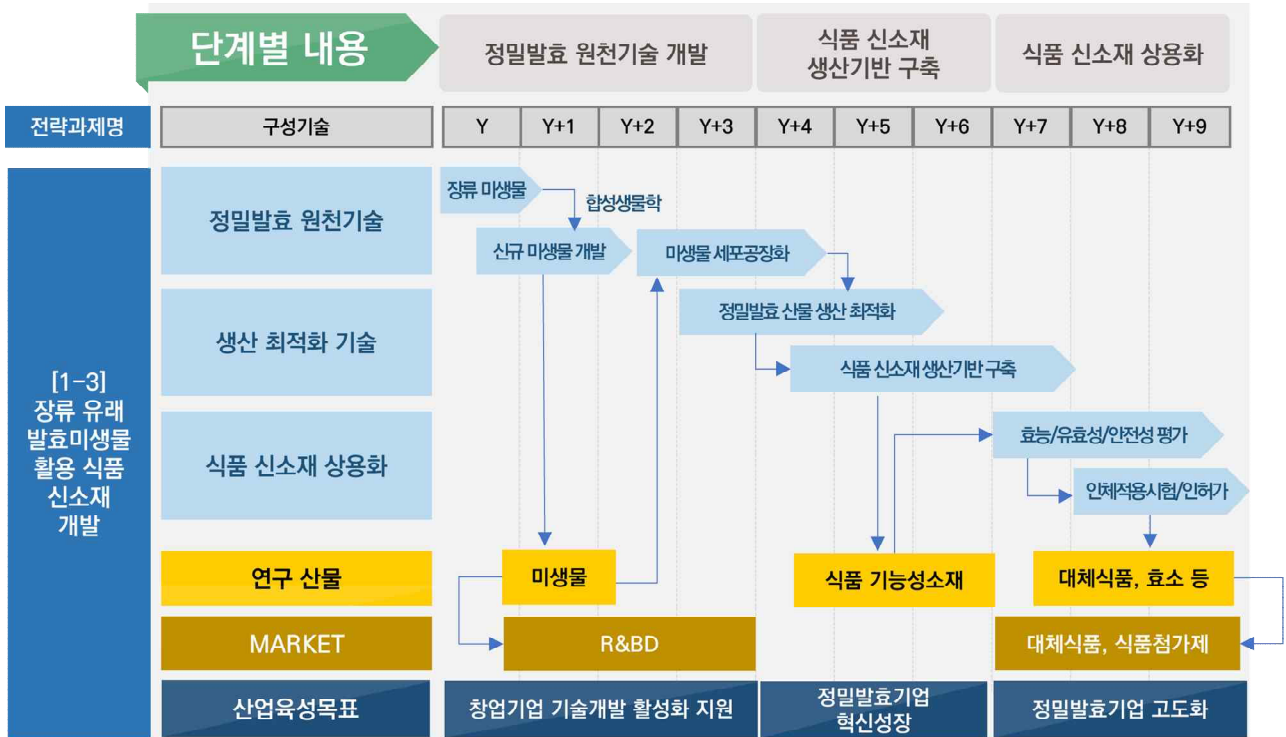 단계별 내용
정밀발효 원천기술 개발
식품 신소재
생산기반 구축
식품 신소재 상용화
전략과제명
구성기술
Y
Y+1
Y+2
Y+3
Y+4
Y+5
Y+6
Y+7
Y+8
Y+9
[1-3]
장류 유래
발효미생물
활용 식품
신소재
개발
정밀발효 원천기술
장류 미생물
합성생물학
신규 미생물 개발
미생물 세포공장화
생산 최적화 기술
정밀발효 산물 생산 최적화
식품 신소재 생산기반 구축
식품 신소재 상용화
효능/유효성/안전성 평가
인체적용시험/인허가
연구 산물
미생물
식품 기능성소재
대체식품, 효소 등
MARKET
R&BD
대체식품, 식품첨가제
산업육성목표
창업기업 기술개발 활성화 지원
정밀발효기업
혁신성장
정밀발효기업 고도화